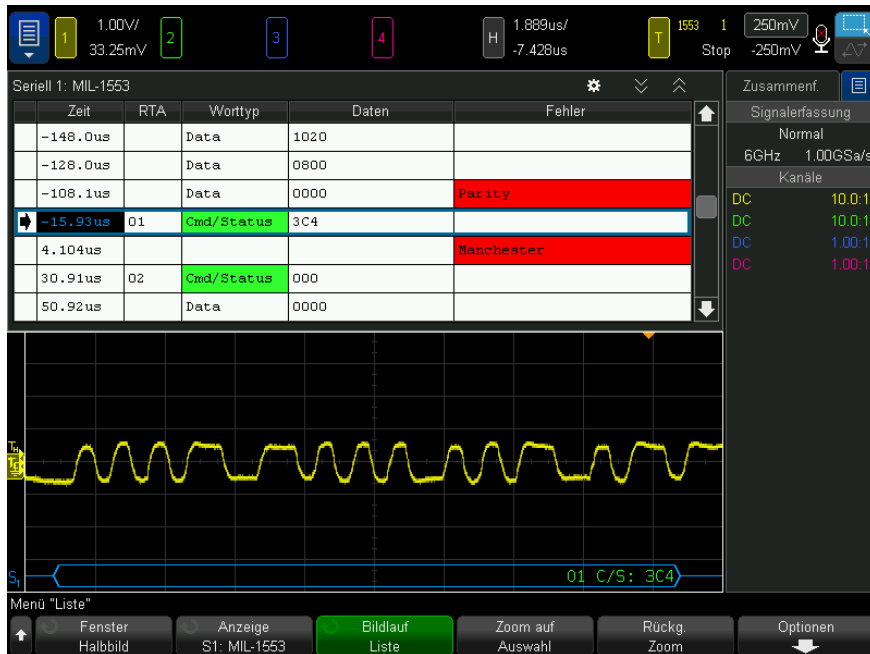 1 1.00V/ 33.25mV 2 3 4 H 1.889us/ -7.428us T 1553 1 Stop 250mV -250mV
Seriell 1: MIL-1553
Zeit RTA Worttyp Daten Fehler
-148.0us Data 1020
-128.0us Data 0800
-108.1us Data 0000 Parity
-15.93us 01 Cmd/Status 3C4
4.104us Manchester
30.91us 02 Cmd/Status 000
50.92us Data 0000
Zusammenf.
Signalerfassung
Normal
6GHz 1.00GSa/s
Kanäle
DC 10.0:1
DC 10.0:1
DC 1.00:1
DC 1.00:1
TH
S1 01 C/S: 3C4
Menü "Liste"
Fenster Halbbild
Anzeige S1: MIL-1553
Bildlauf Liste
Zoom auf Auswahl
Rückg. Zoom
Optionen